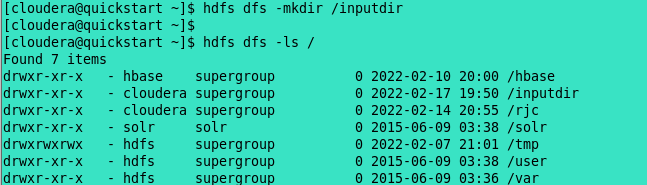 [cloudera@quickstart ~]$ hdfs dfs -mkdir /inputdir
[cloudera@quickstart ~]$
[cloudera@quickstart ~]$ hdfs dfs -ls /
Found 7 items
drwxr-xr-x   - hbase    supergroup          0 2022-02-10 20:00 /hbase
drwxr-xr-x   - cloudera supergroup          0 2022-02-17 19:50 /inputdir
drwxr-xr-x   - cloudera supergroup          0 2022-02-14 20:55 /rjc
drwxr-xr-x   - solr     solr                0 2015-06-09 03:38 /solr
drwxrwxrwx   - hdfs     supergroup          0 2022-02-07 21:01 /tmp
drwxr-xr-x   - hdfs     supergroup          0 2015-06-09 03:38 /user
drwxr-xr-x   - hdfs     supergroup          0 2015-06-09 03:36 /var